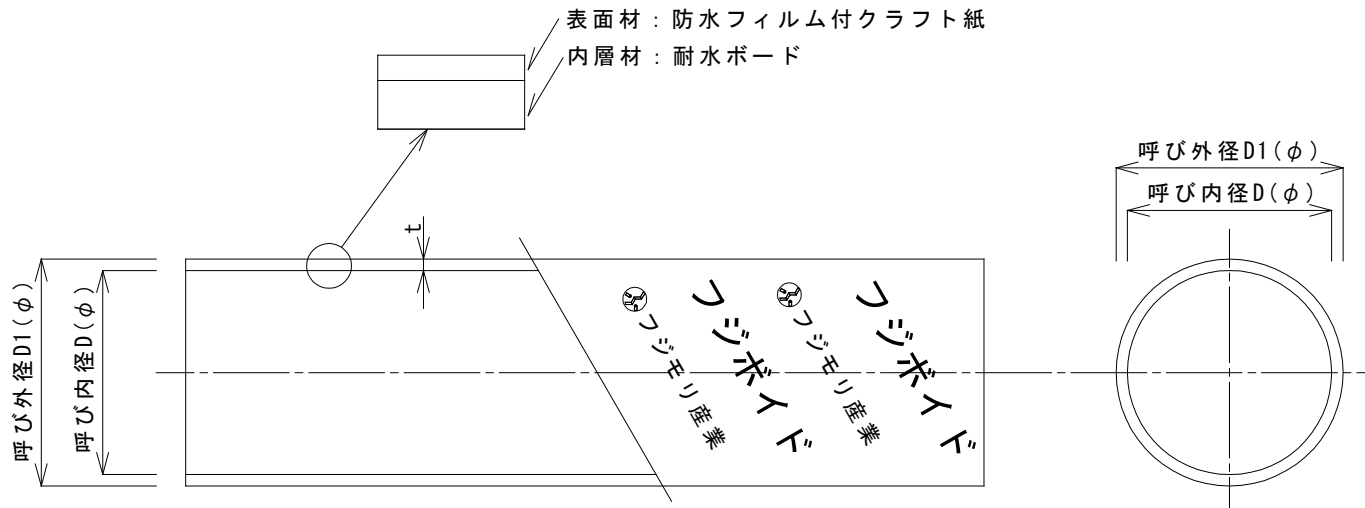 表面材：防水フィルム付クラフト紙
内層材：耐水ボード
呼び外径D1(φ)
呼び内径D(φ)
t
呼び外径D1(φ)
呼び内径D(φ)
フジモリ産業
フジボイド
フジモリ産業
フジボイド